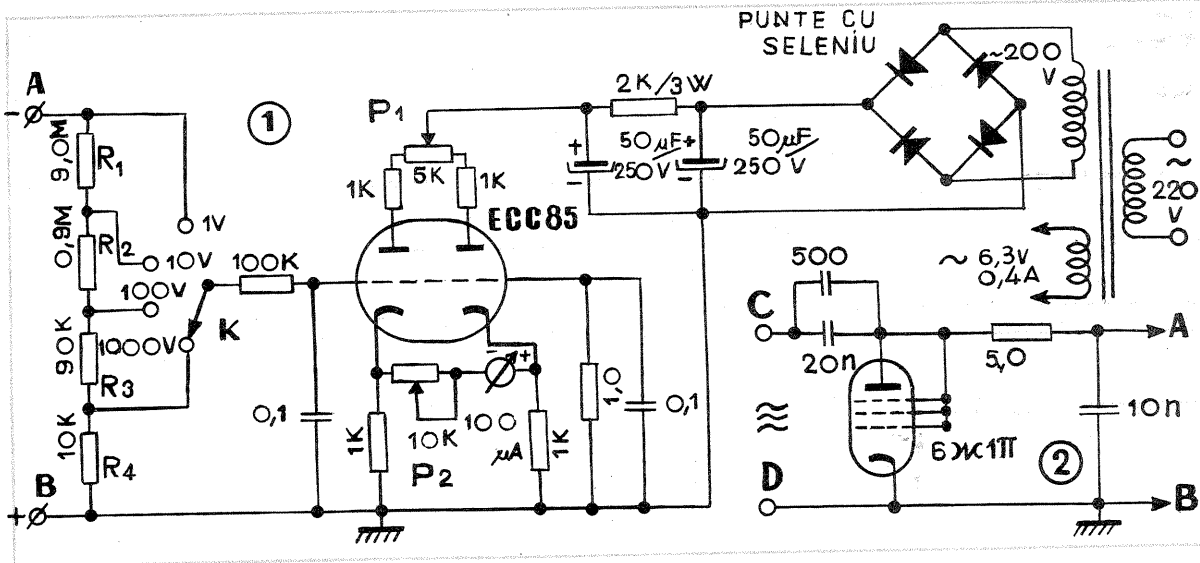 PUNTE CU
SELENIU
~200
V
2K/3W
A
-
1
P1
9,0M
R1
5K
1K
1K
+
50µF
250V
-
+
50µF
250V
-
~
220
V
ECC85
1V
0,9M
R2
10V
100V
100K
~ 6,3V
0,4A
500
K
1000V
C
20n
5,0
A
90K
R3
- +
0,1
10K
100
µA
1K
1K
1,0
0,1
10n
10K
R4
P2
6Ж1П
2
B
+
D
B